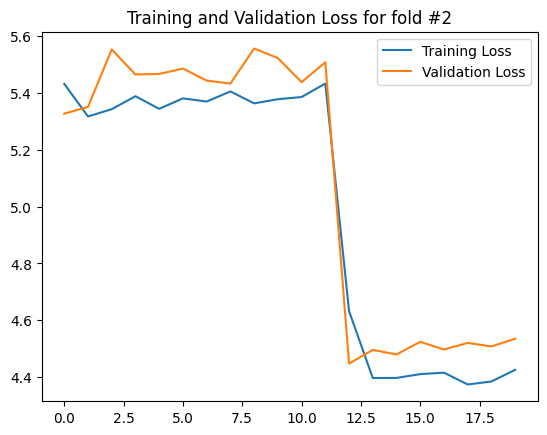 Training and Validation Loss for fold #2
Training Loss
Validation Loss
5.6
5.4
5.2
5.0
4.8
4.6
4.4
0.0 2.5 5.0 7.5 10.0 12.5 15.0 17.5